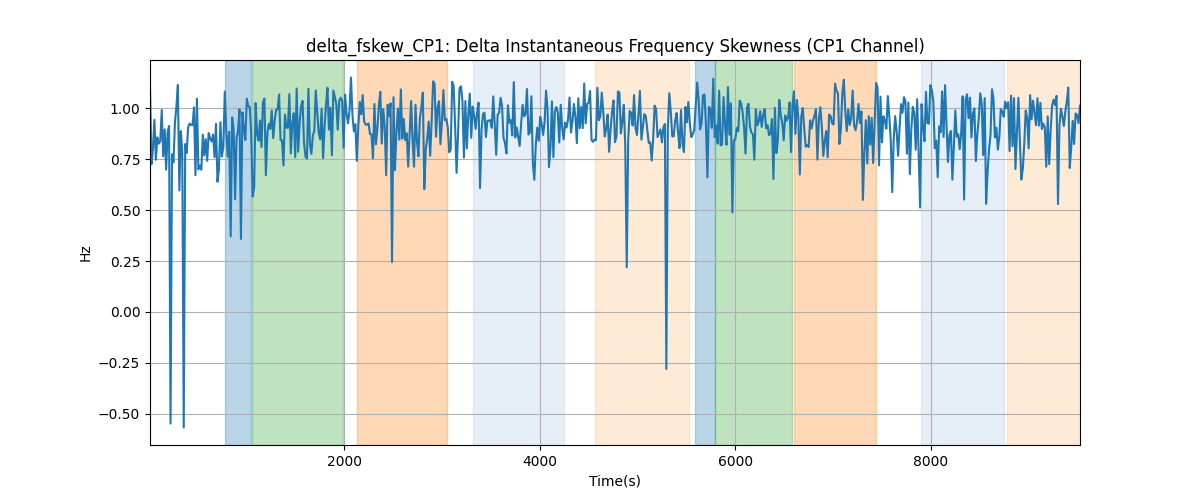 delta_fskew_CP1: Delta Instantaneous Frequency Skewness (CP1 Channel)
1.00
0.75
0.50
0.25
0.00
−0.25
−0.50
Hz
2000 4000 6000 8000
Time(s)